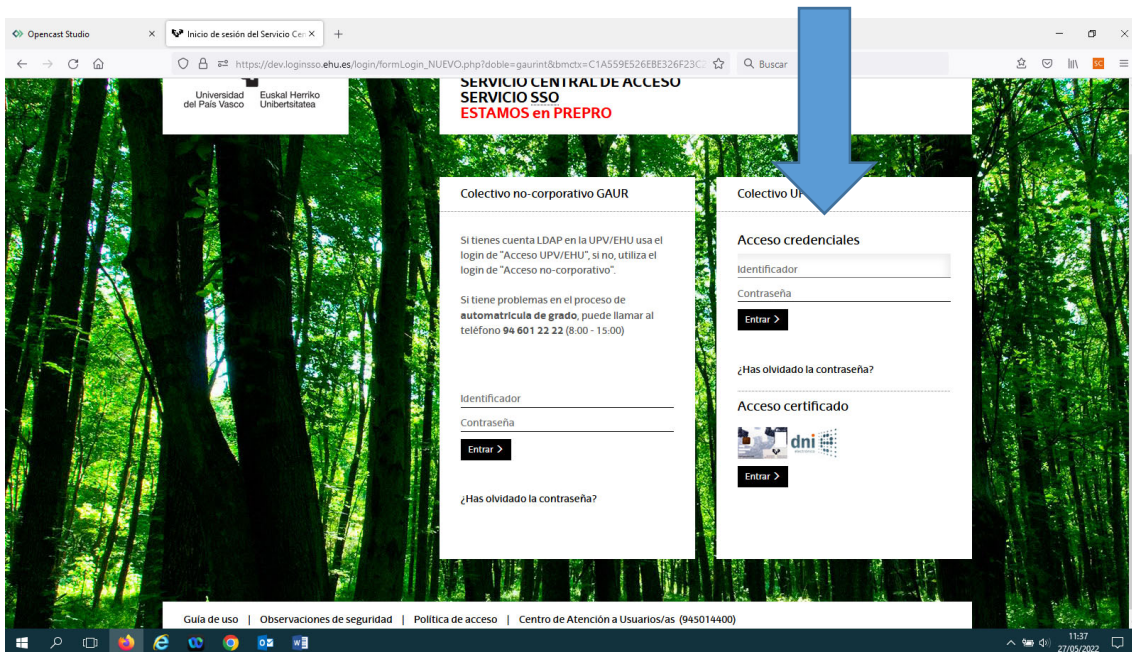 Opencast Studio
Inicio de sesión del Servicio Cen
https://dev.loginsso.ehu.es/login/formLogin_NUEVO.php?doble=gaurint&bmctx=C1A559E526EBE326F23C2
Buscar
Universidad del País Vasco
Euskal Herriko Unibertsitatea
SERVICIO CENTRAL DE ACCESO
SERVICIO SSO
ESTAMOS en PREPRO
Colectivo no-corporativo GAUR
Si tienes cuenta LDAP en la UPV/EHU usa el
login de "Acceso UPV/EHU", si no, utiliza el
login de "Acceso no-corporativo".
Si tiene problemas en el proceso de
automatricula de grado, puede llamar al
teléfono 94 601 22 22 (8:00 - 15:00)
Identificador
Contraseña
Entrar >
¿Has olvidado la contraseña?
Colectivo
Acceso credenciales
Identificador
Contraseña
Entrar >
¿Has olvidado la contraseña?
Acceso certificado
dni
Entrar >
Guía de uso | Observaciones de seguridad | Política de acceso | Centro de Atención a Usuarios/as (945014400)
11:37
27/05/2022